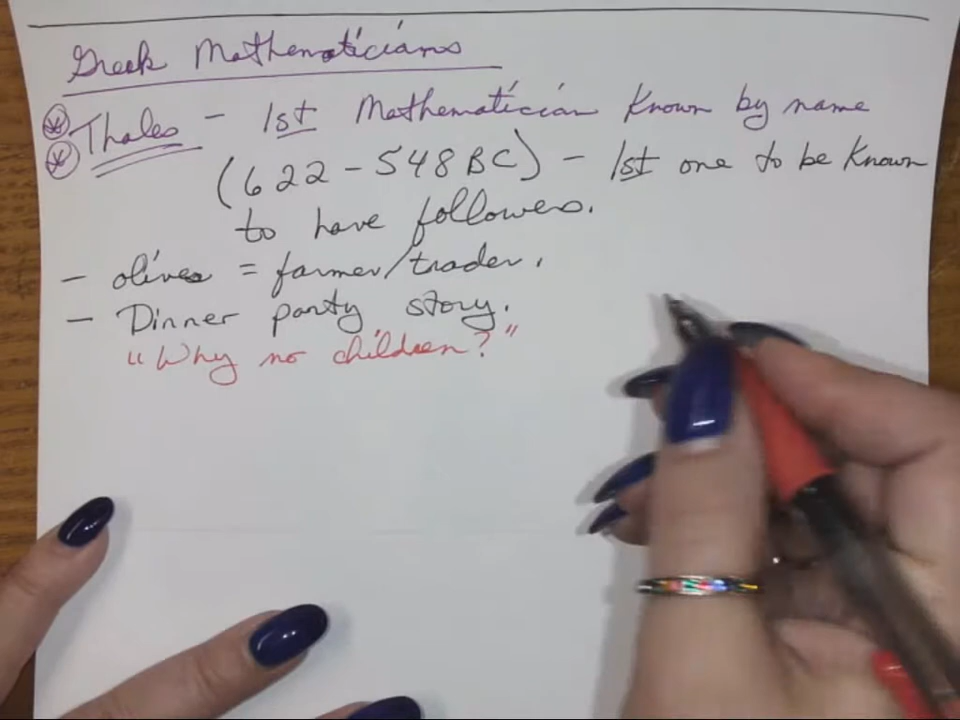 Greek Mathematicians
Thales - 1st Mathematician Known by name
(622 - 548 BC) - 1st one to be Known
to have followers.
- olives = farmer/trader.
- Dinner party story.
"Why no children?"